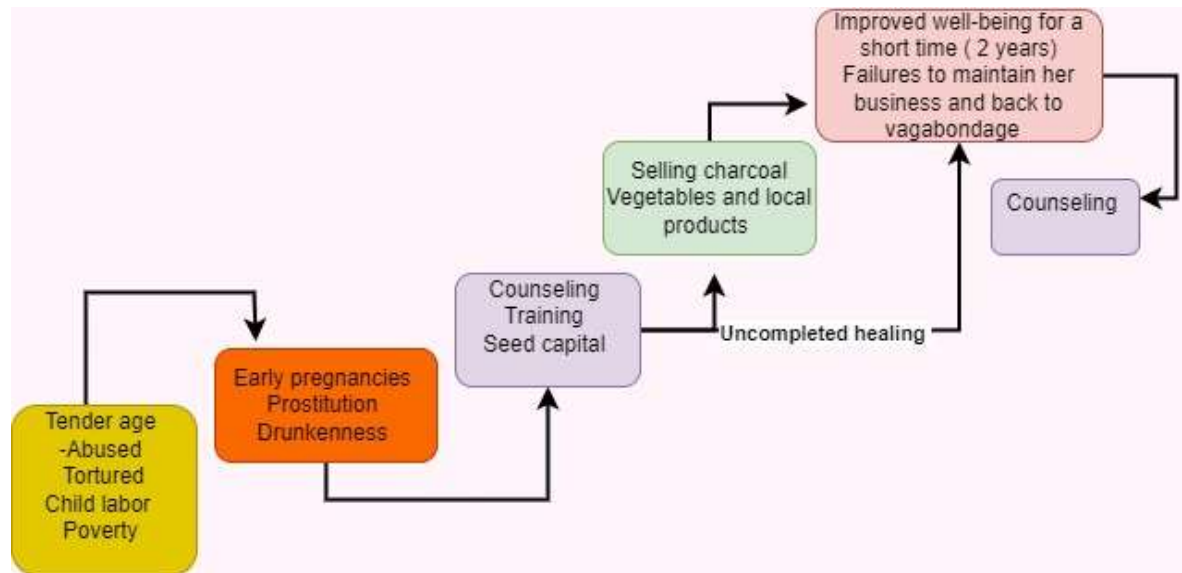 Tender age
-Abused
Tortured
Child labor
Poverty
Early pregnancies
Prostitution
Drunkenness
Counseling
Training
Seed capital
Uncompleted healing
Selling charcoal
Vegetables and local
products
Improved well-being for a
short time ( 2 years)
Failures to maintain her
business and back to
vagabondage
Counseling